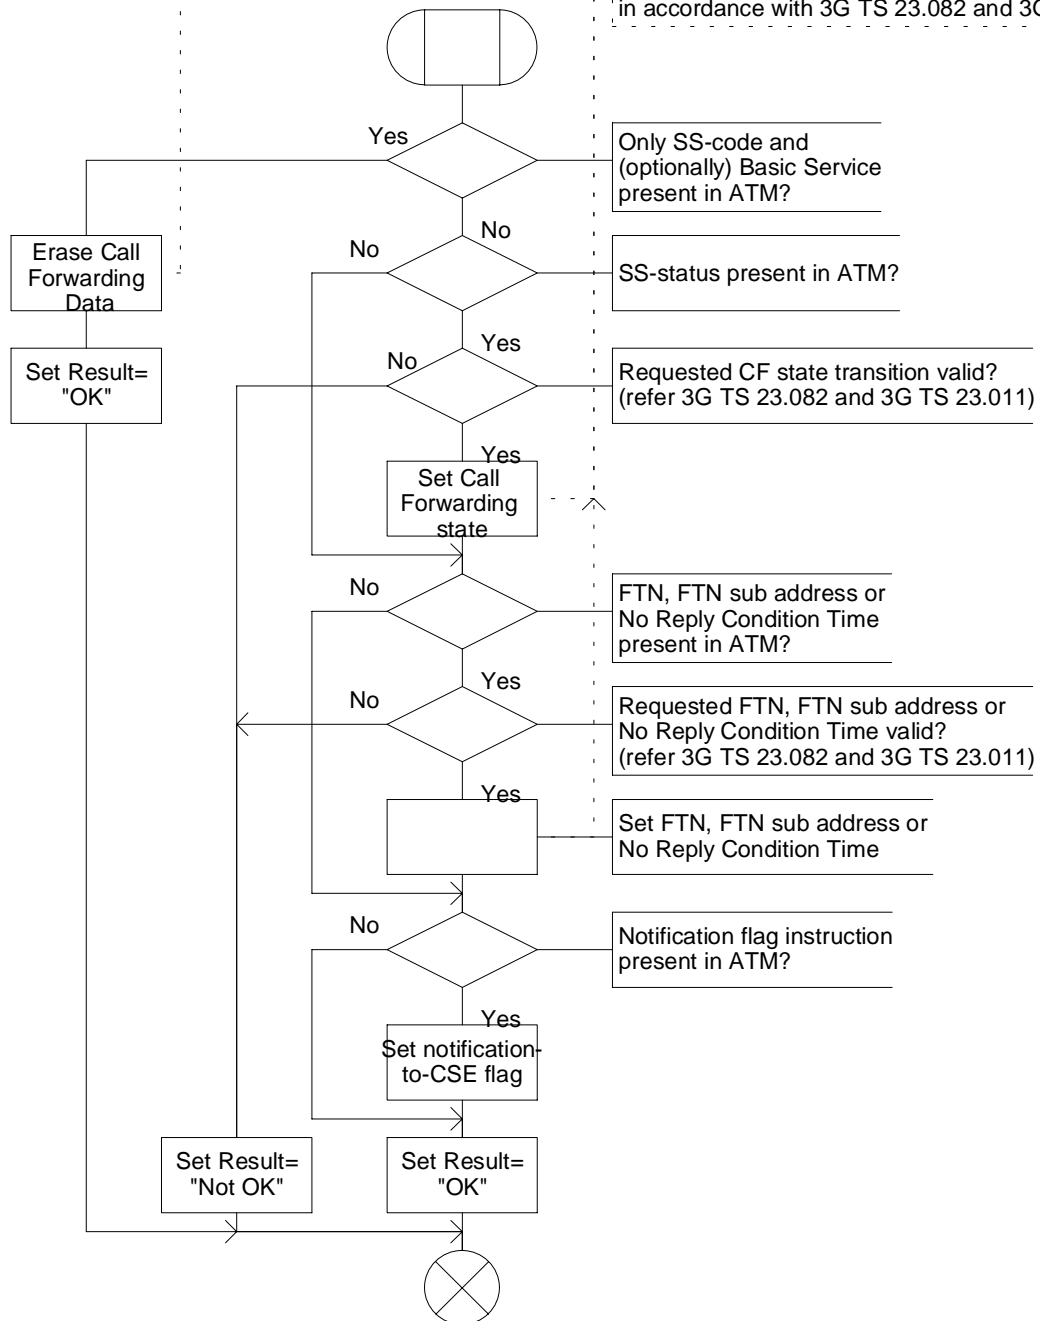 in accordance with 3G TS 23.082 and 3G
Yes
Only SS-code and
(optionally) Basic Service
present in ATM?
No
No
Erase Call
Forwarding
Data
SS-status present in ATM?
Yes
No
Set Result=
"OK"
Requested CF state transition valid?
(refer 3G TS 23.082 and 3G TS 23.011)
Yes
Set Call
Forwarding
state
No
FTN, FTN sub address or
No Reply Condition Time
present in ATM?
Yes
No
Requested FTN, FTN sub address or
No Reply Condition Time valid?
(refer 3G TS 23.082 and 3G TS 23.011)
Yes
Set FTN, FTN sub address or
No Reply Condition Time
No
Notification flag instruction
present in ATM?
Yes
Set notification-
to-CSE flag
Set Result=
"Not OK"
Set Result=
"OK"